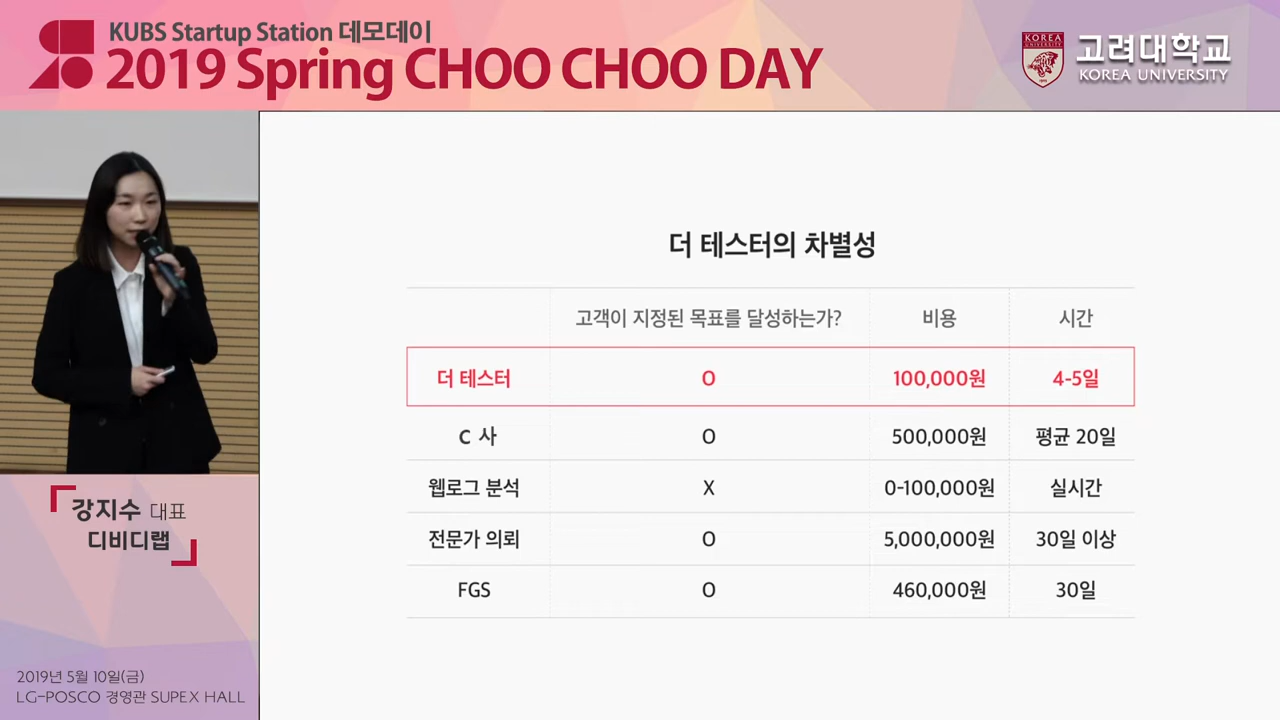 KUBS Startup Station 데모데이
2019 Spring CHOO CHOO DAY
KOREA
UNIVERSITY
고려대학교
KOREA UNIVERSITY
더 테스터의 차별성
고객이 지정된 목표를 달성하는가? 비용 시간
더 테스터 O 100,000원 4-5일
C 사 O 500,000원 평균 20일
웹로그 분석 X 0-100,000원 실시간
전문가 의뢰 O 5,000,000원 30일 이상
FGS O 460,000원 30일
강지수 대표
디비디랩
2019년 5월 10일(금)
LG-POSCO 경영관 SUPEX HALL